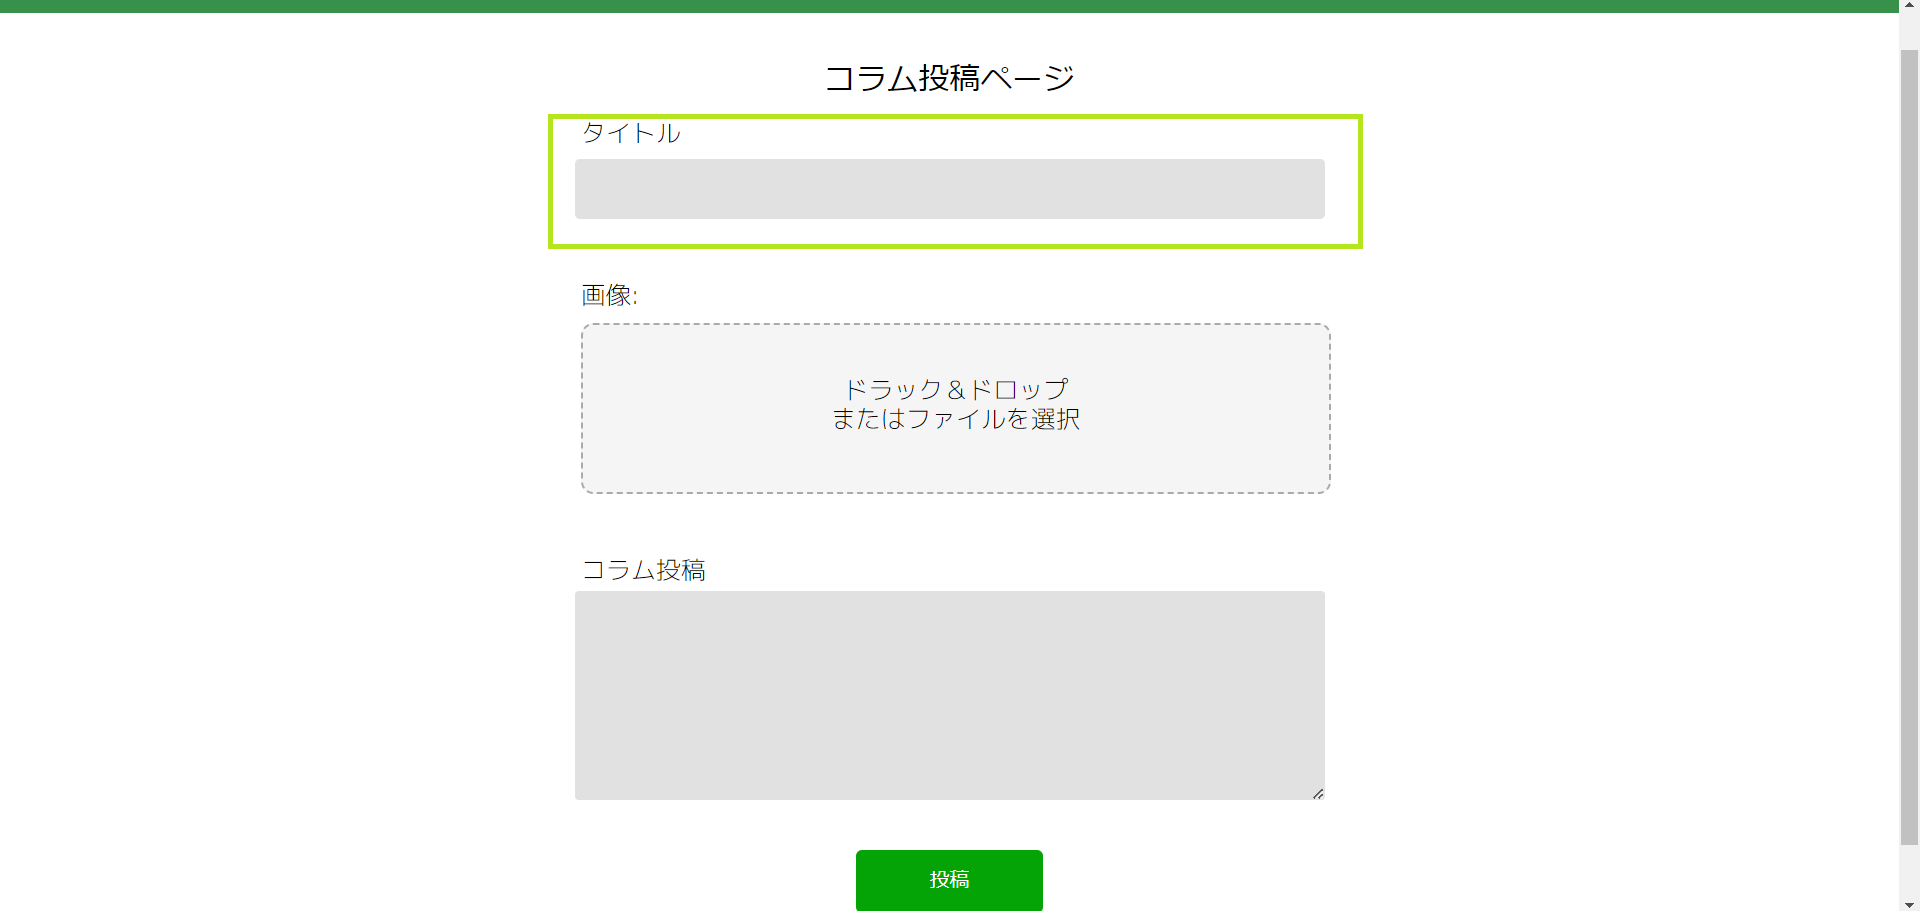 コラム投稿ページ
タイトル
画像:
ドラック＆ドロップ
またはファイルを選択
コラム投稿
投稿